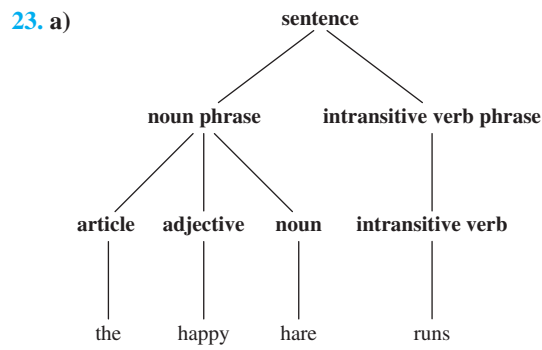 23. a) sentence
noun phrase intransitive verb phrase
article adjective noun intransitive verb
the happy hare runs